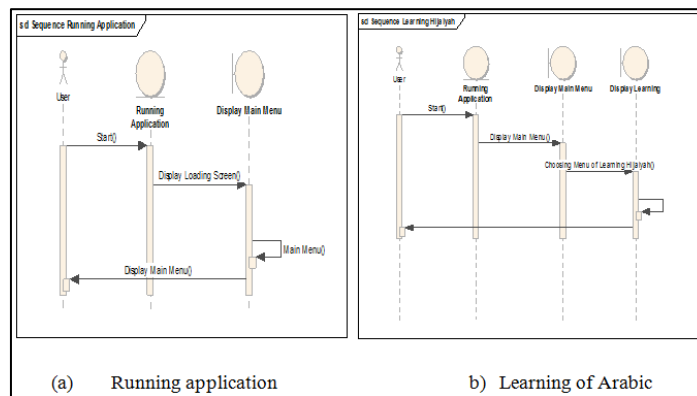 sd Sequence Running Application
User
Running
Application
Display Main Menu
Start()
Display Loading Screen()
Main Menu()
Display Main Menu()
(a) Running application
sd Sequence Learning Hijaiyah
User
Running
Application
Display Main Menu
Display Learning
Start()
Display Main Menu()
Choosing Menu of Learning Hijaiyah()
b) Learning of Arabic